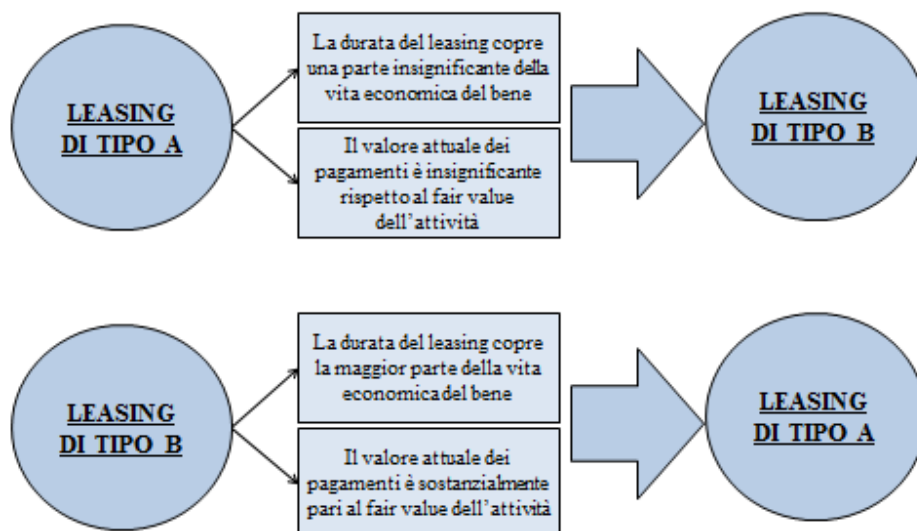 LEASING
DI TIPO A
La durata del leasing copre
una parte insignificante della
vita economica del bene
Il valore attuale dei
pagamenti è insignificante
rispetto al fair value
dell'attività
LEASING
DI TIPO B
LEASING
DI TIPO B
La durata del leasing copre
la maggior parte della vita
economica del bene
Il valore attuale dei
pagamenti è sostanzialmente
pari al fair value dell'attività
LEASING
DI TIPO A